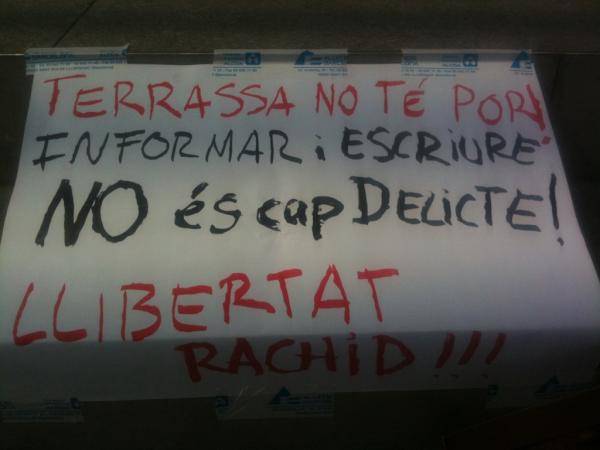 TERRASSA NO TÉ POR!
INFORMAR i ESCRIURE
NO és cap DELICTE!
LLIBERTAT
RACHID !!!